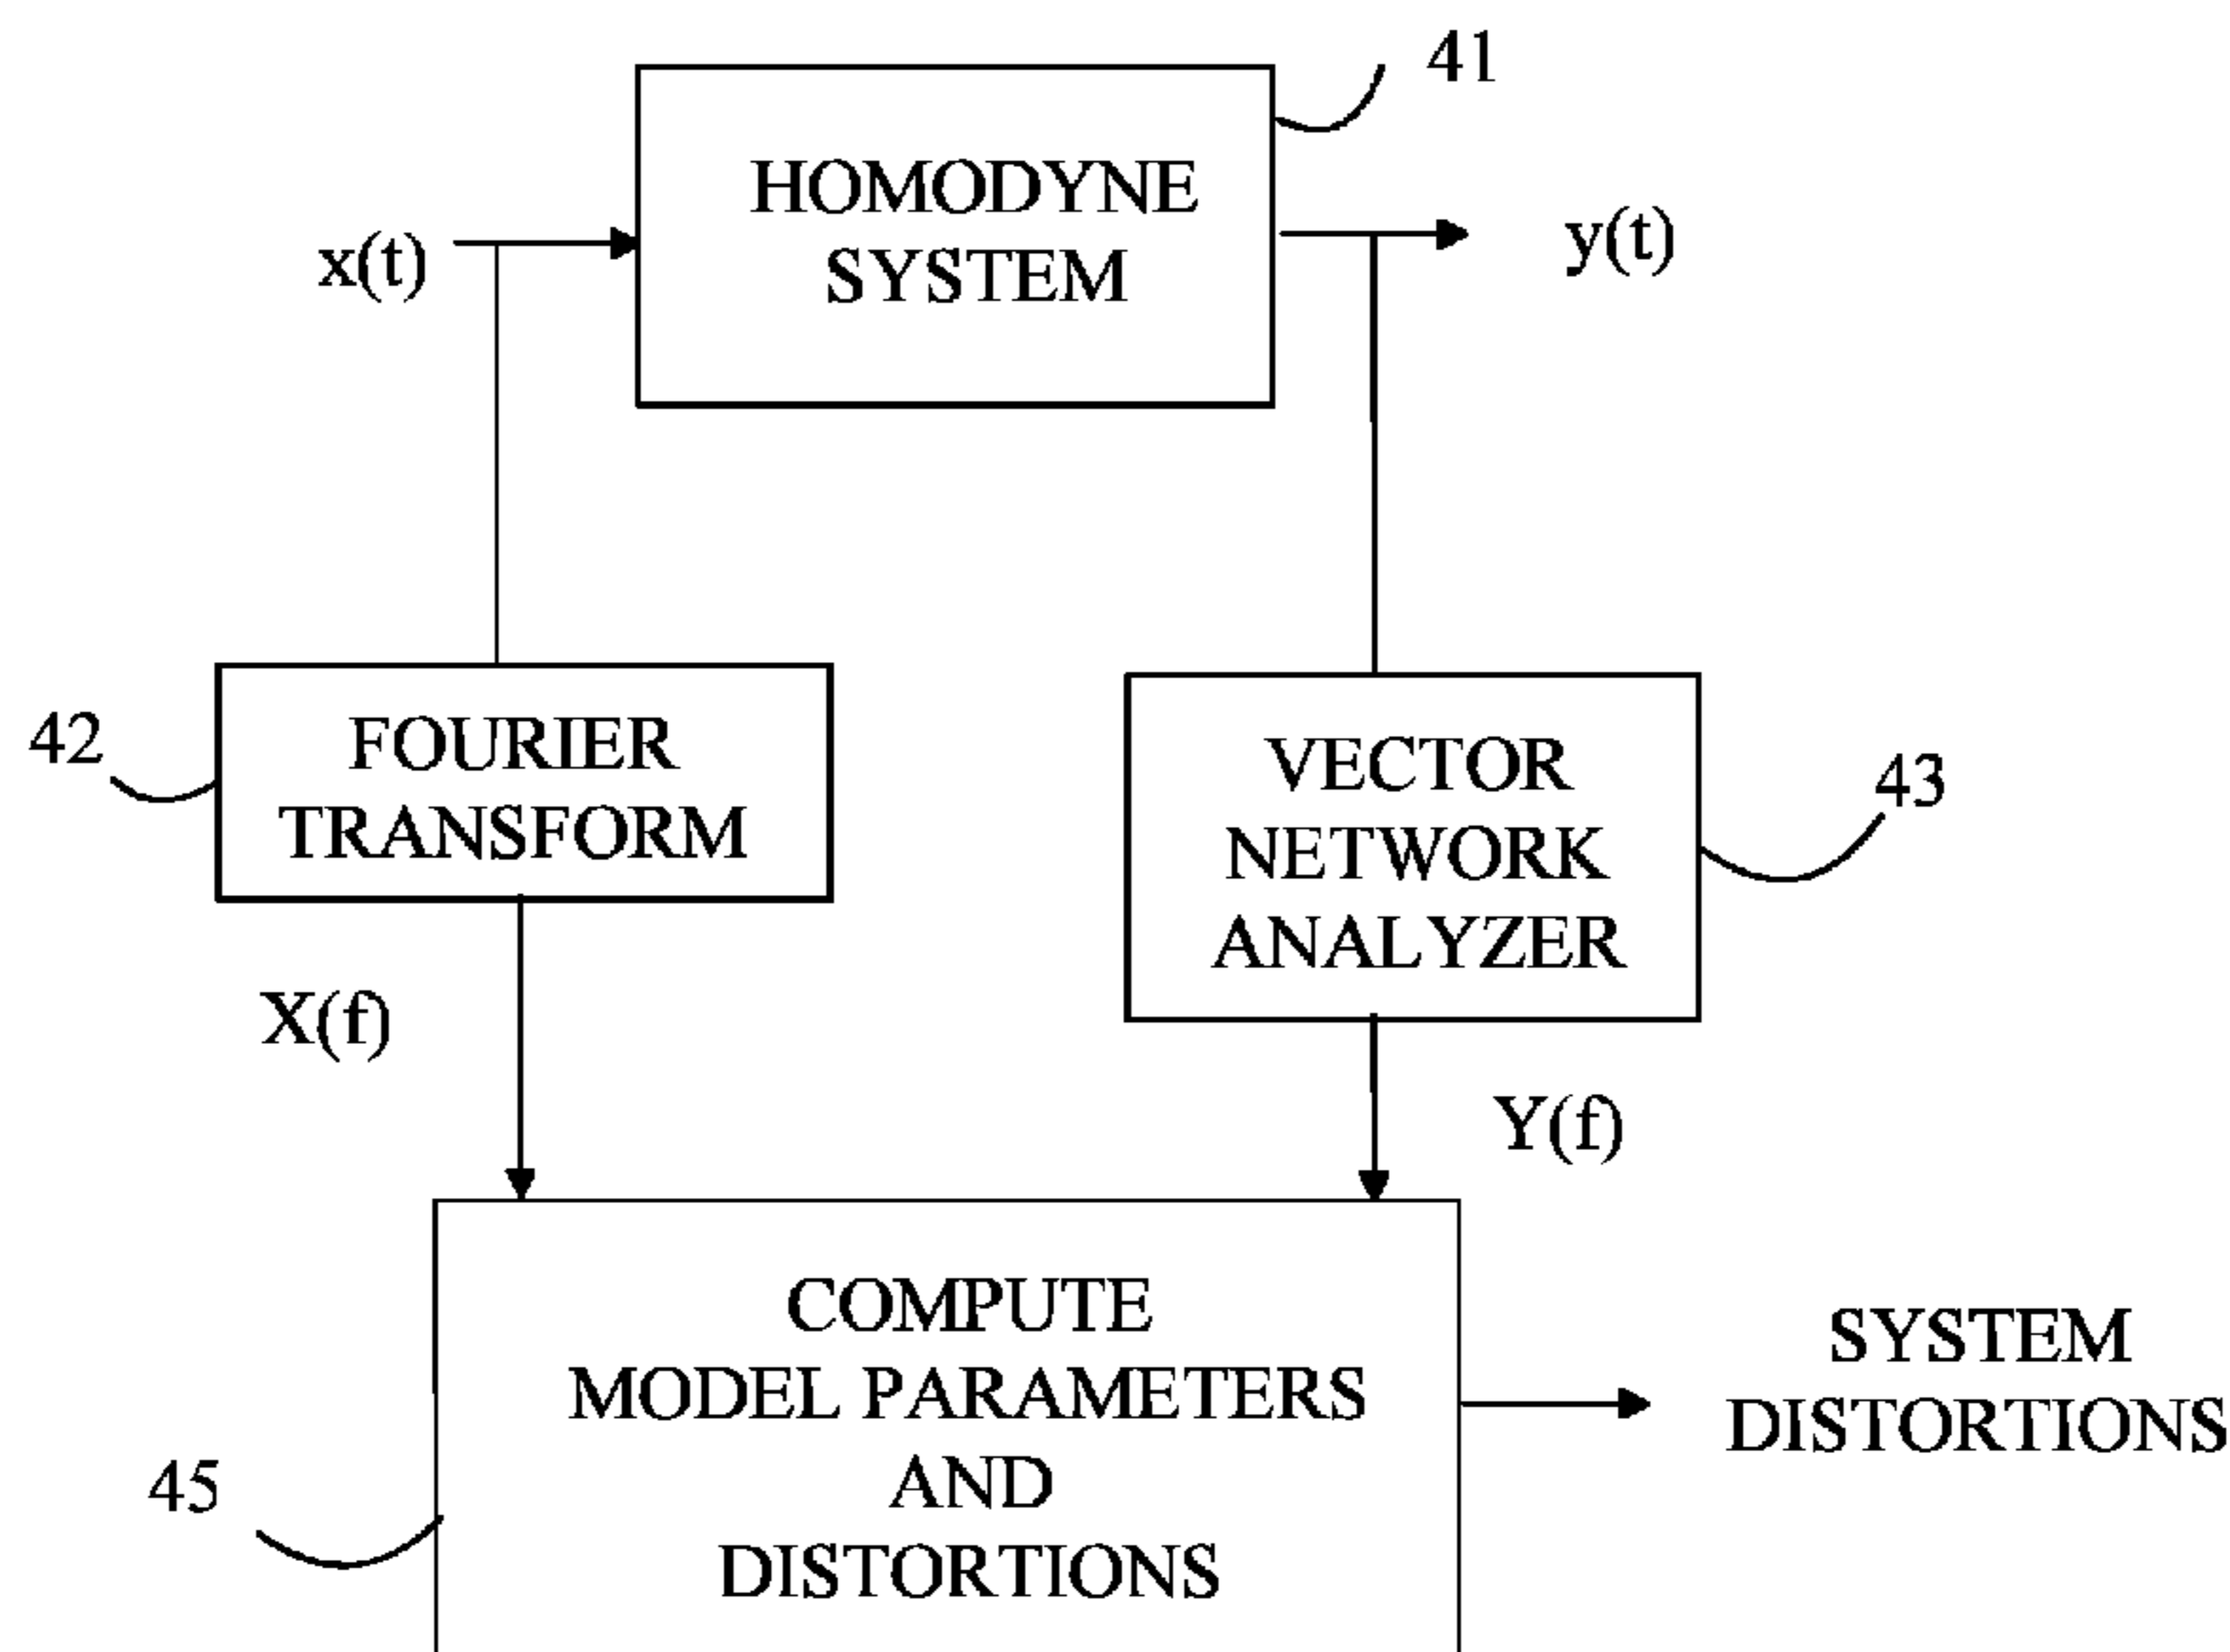 41
HOMODYNE
SYSTEM
x(t)
y(t)
42
FOURIER
TRANSFORM
VECTOR
NETWORK
ANALYZER
43
X(f)
Y(f)
COMPUTE
MODEL PARAMETERS
AND
DISTORTIONS
45
SYSTEM
DISTORTIONS